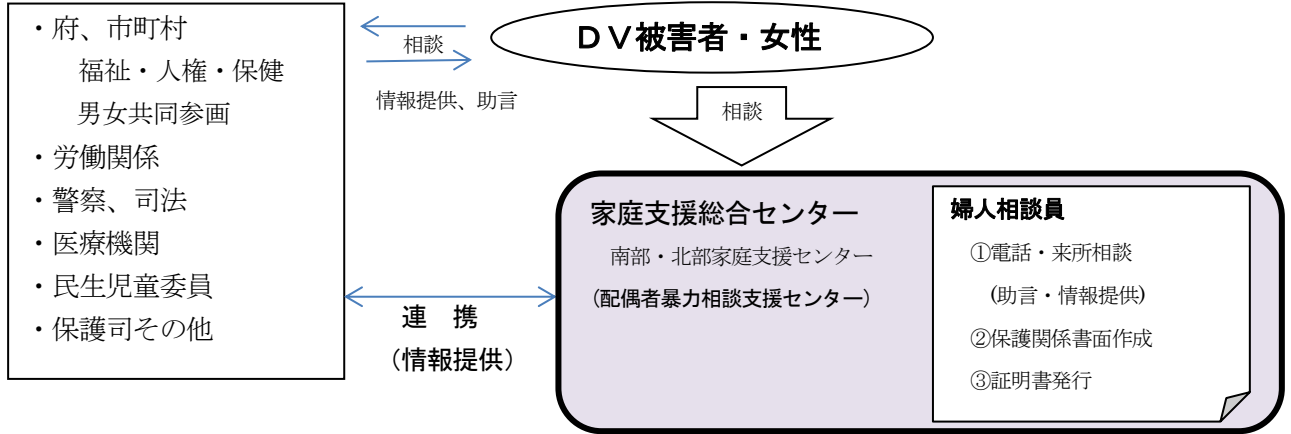 ・府、市町村
福祉・人権・保健
男女共同参画
・労働関係
・警察、司法
・医療機関
・民生児童委員
・保護司その他
相談
情報提供、助言
ＤＶ被害者・女性
相談
連　携
（情報提供）
家庭支援総合センター
南部・北部家庭支援センター
（配偶者暴力相談支援センター）
婦人相談員
①電話・来所相談
(助言・情報提供)
②保護関係書面作成
③証明書発行